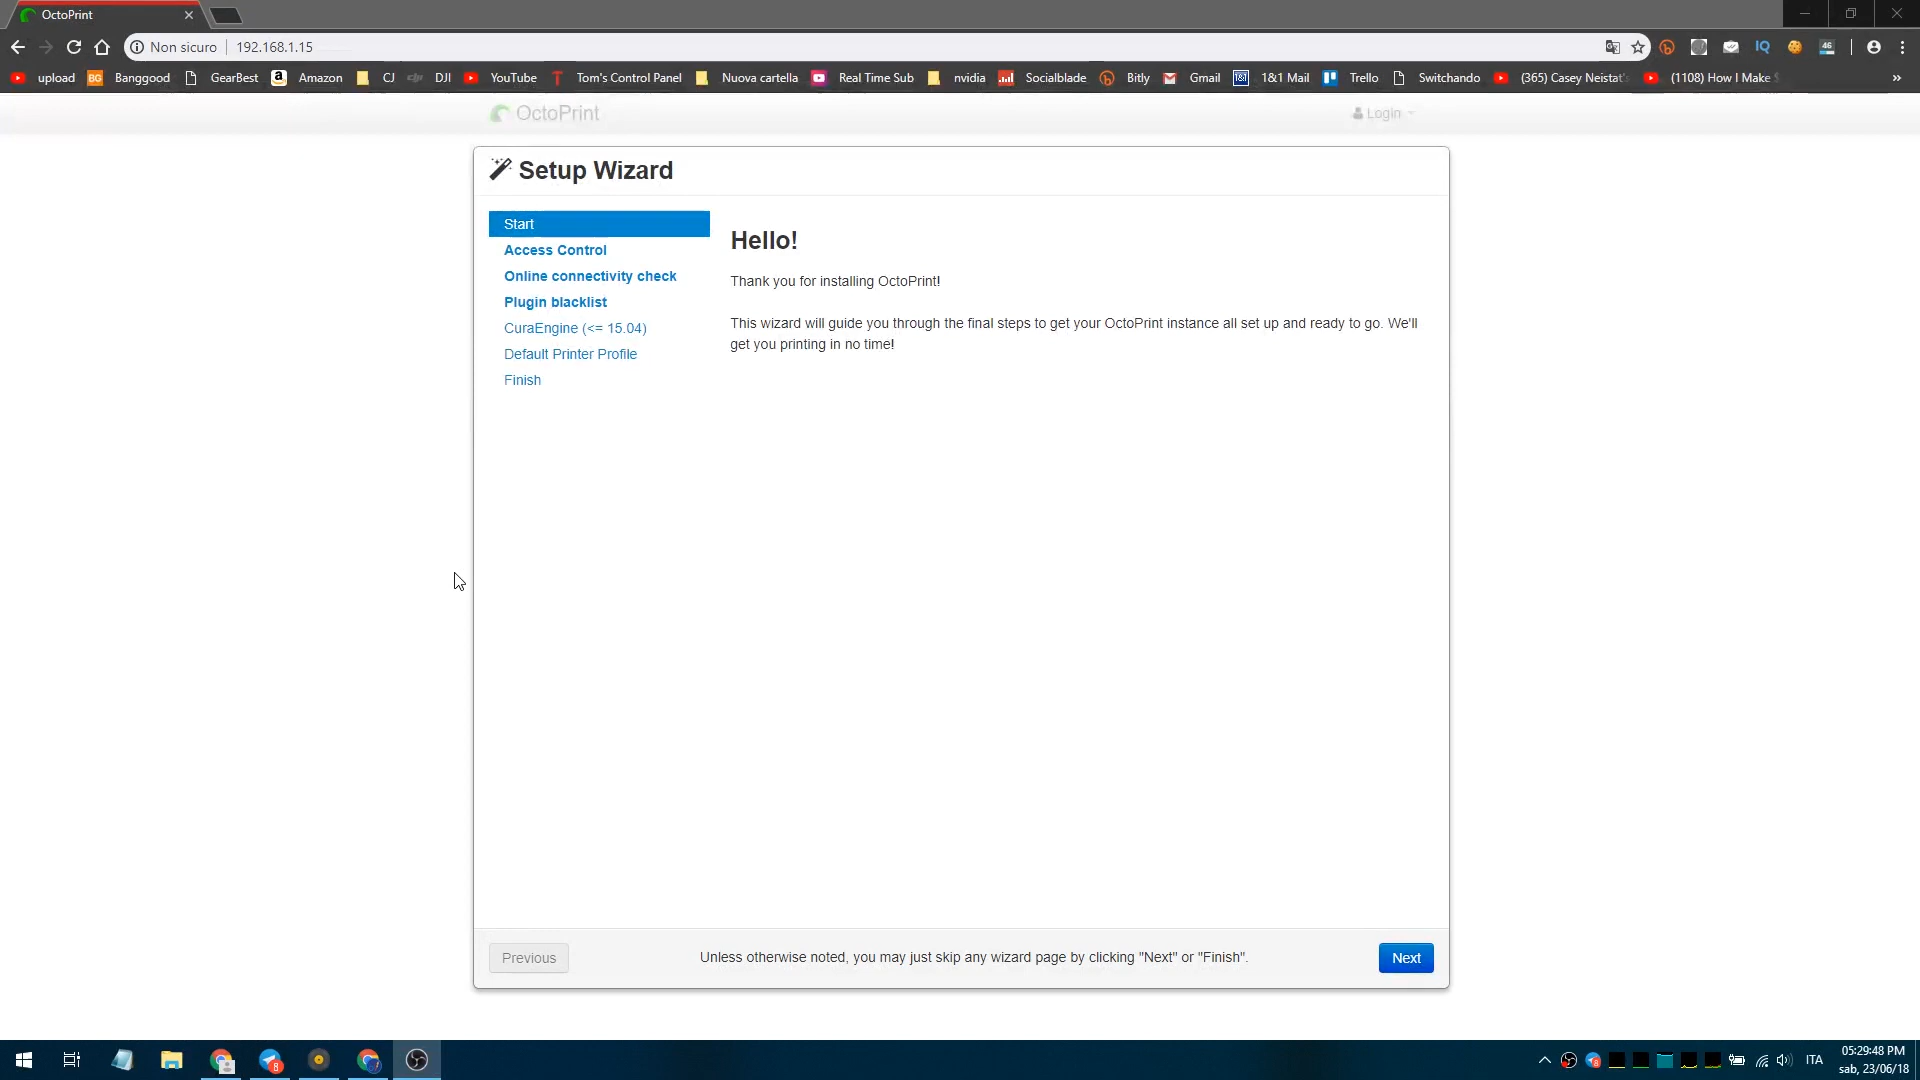 OctoPrint
Non sicuro 192.168.1.15
46
upload Banggood GearBest Amazon CJ DJI YouTube Tom's Control Panel Nuova cartella Real Time Sub nvidia Socialblade Bitly Gmail 1&1 Mail Trello Switchando (365) Casey Neistat (1108) How I Make »
OctoPrint Login
Setup Wizard
Start
Access Control
Online connectivity check
Plugin blacklist
CuraEngine (<= 15.04)
Default Printer Profile
Finish
Hello!
Thank you for installing OctoPrint!
This wizard will guide you through the final steps to get your OctoPrint instance all set up and ready to go. We'll
get you printing in no time!
Previous Unless otherwise noted, you may just skip any wizard page by clicking "Next" or "Finish". Next
8
ITA
05:29:48 PM
sab, 23/06/18